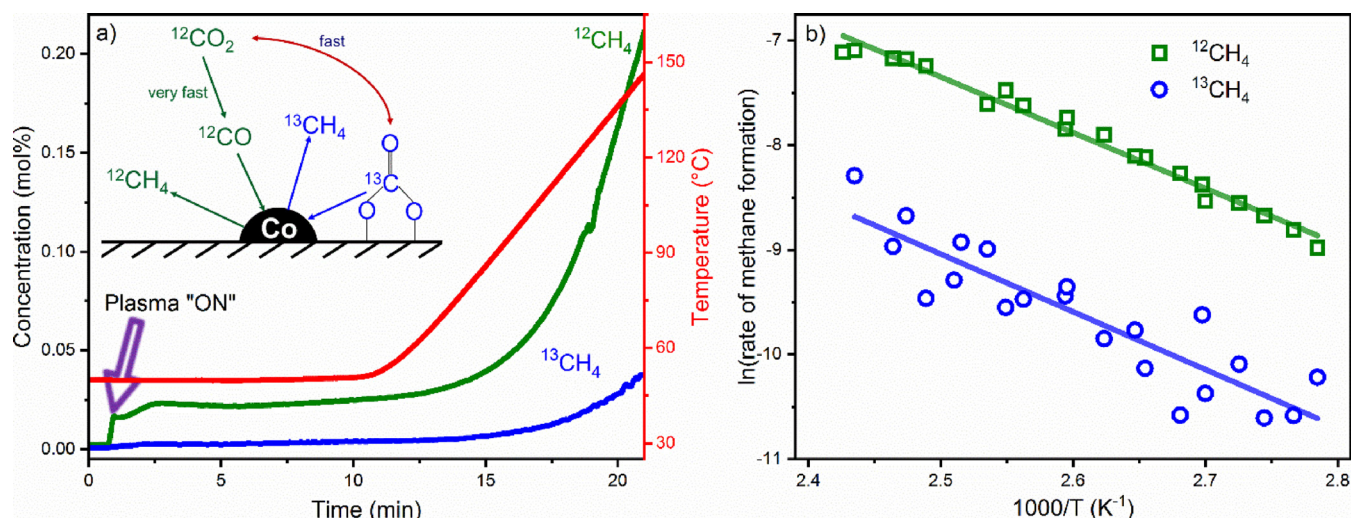 a)
¹²CO₂
fast
very fast
¹²CO
¹³CH₄
¹²CH₄
O
¹³C
O
O
Co
Plasma "ON"
¹²CH₄
¹³CH₄
0.20
0.15
0.10
0.05
0.00
Concentration (mol%)
0
5
10
15
20
Time (min)
150
120
90
60
30
Temperature (°C)
b)
¹²CH₄
¹³CH₄
-7
-8
-9
-10
-11
ln(rate of methane formation)
2.4
2.5
2.6
2.7
2.8
1000/T (K⁻¹)